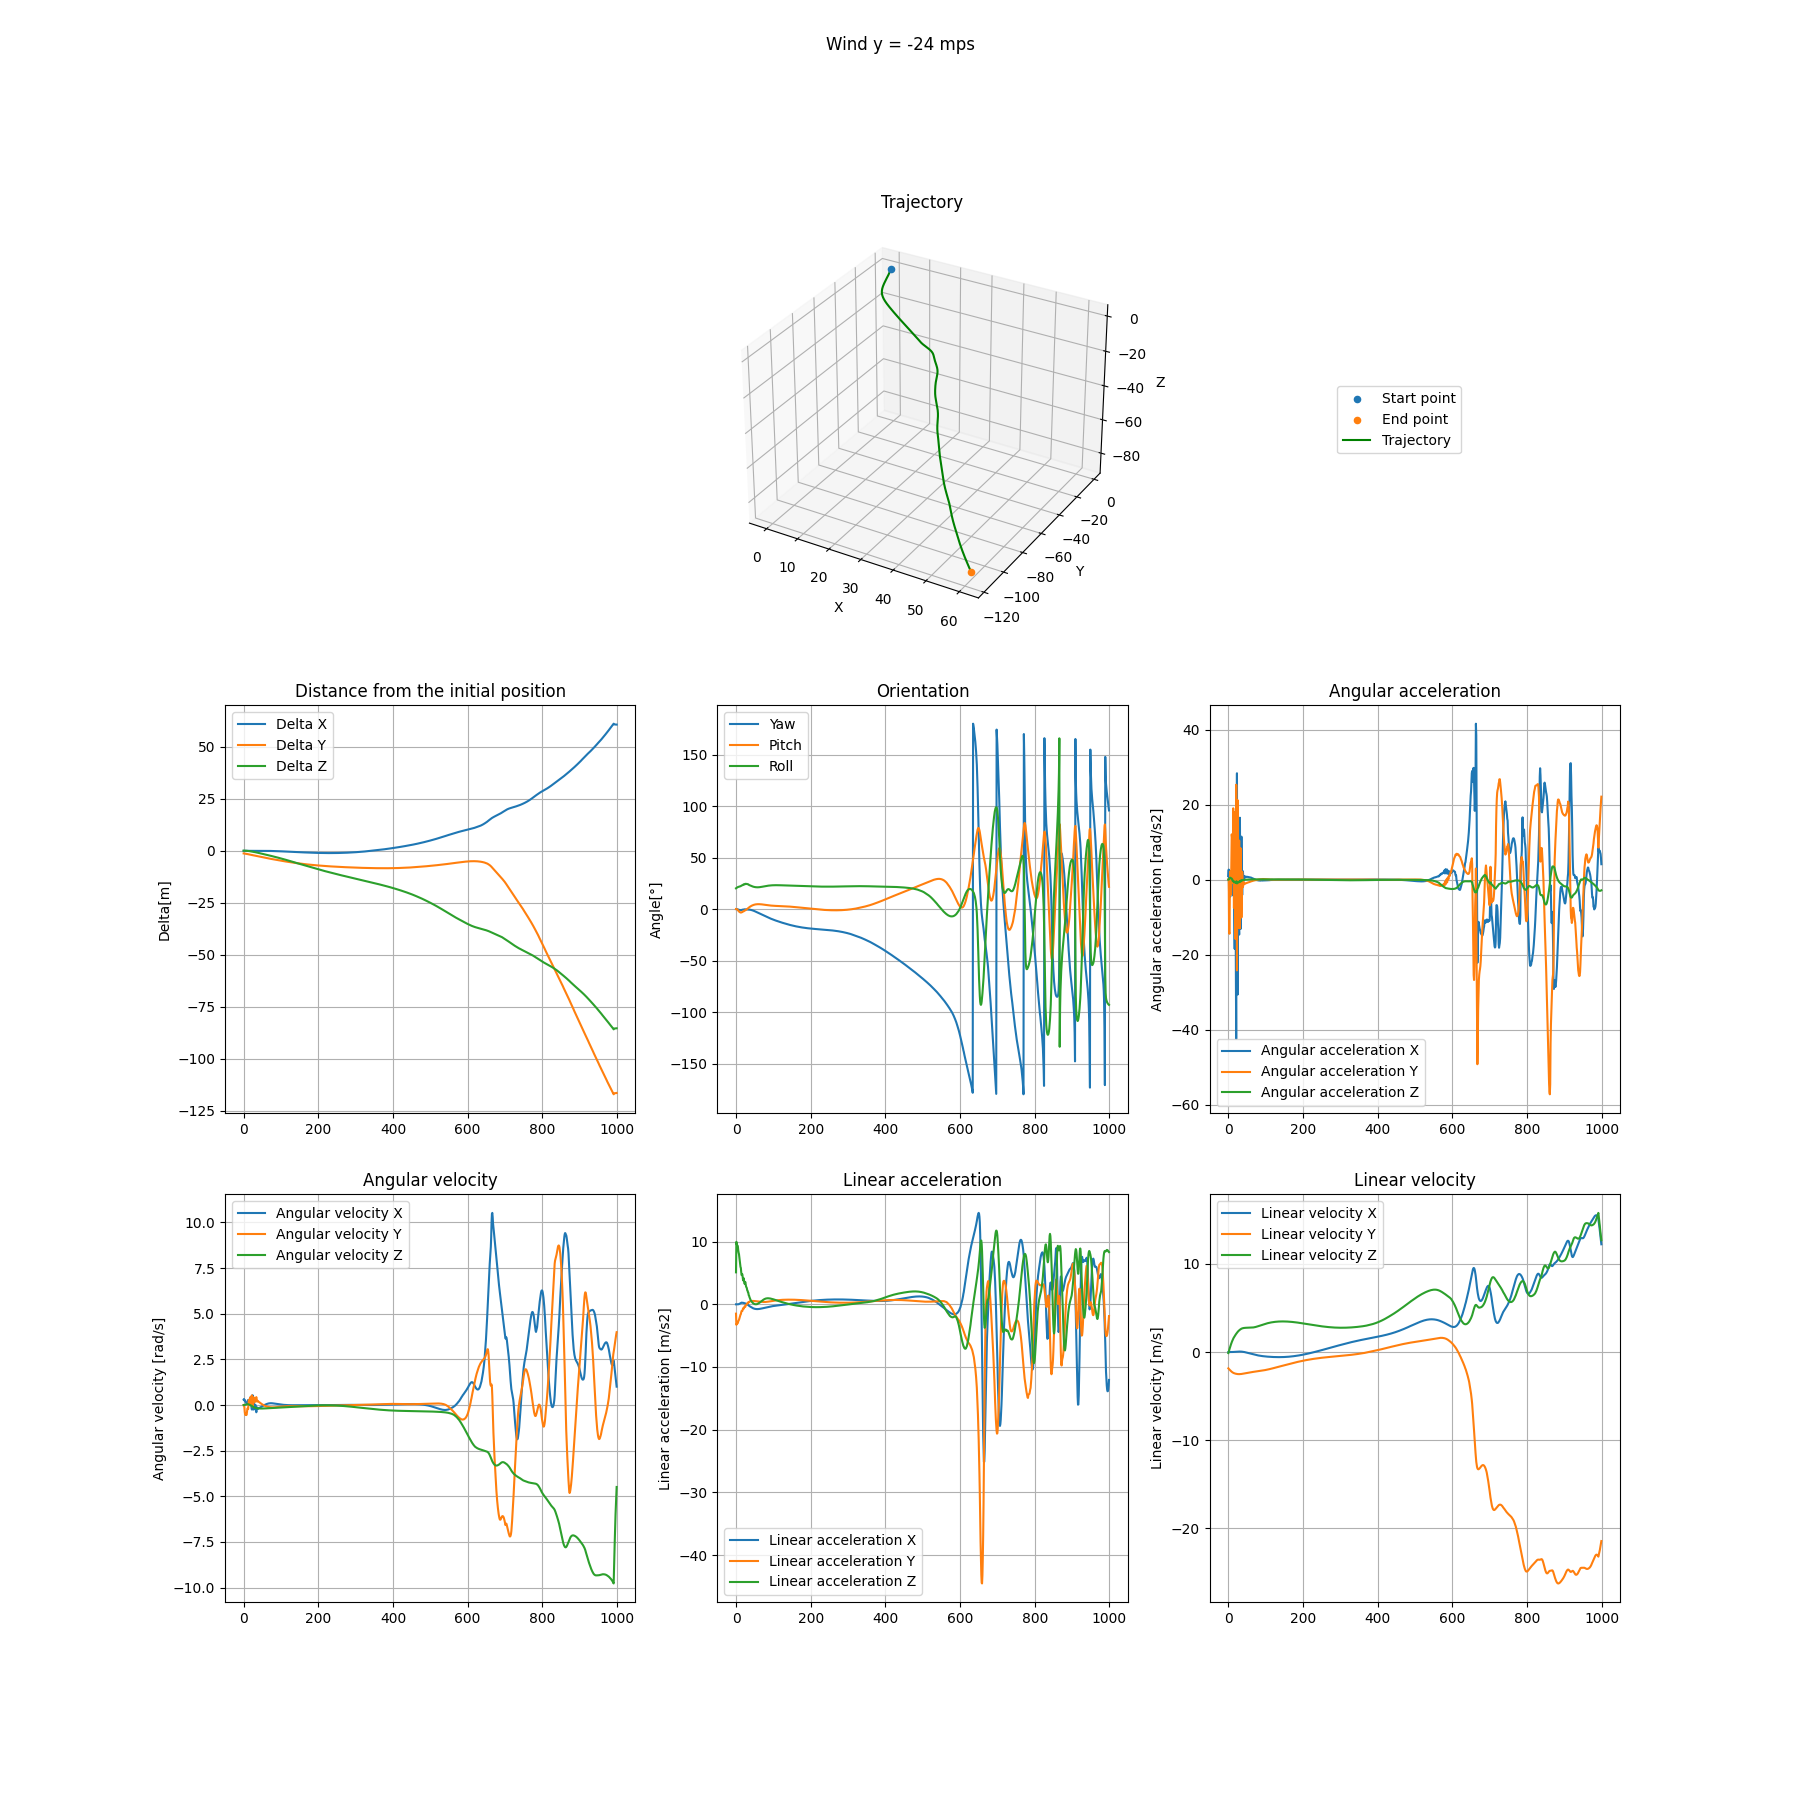 Wind y = -24 mps
Trajectory
0
−20
−40
−60
−80
Z
0
−20
−40
−60
−80
−100
−120
Y
0
10
20
30
40
50
60
X
Start point
End point
Trajectory
Distance from the initial position
Delta X
Delta Y
Delta Z
Delta[m]
50
25
0
−25
−50
−75
−100
−125
0 200 400 600 800 1000
Orientation
Yaw
Pitch
Roll
Angle[°]
150
100
50
0
−50
−100
−150
0 200 400 600 800 1000
Angular acceleration
Angular acceleration [rad/s2]
40
20
0
−20
−40
−60
Angular acceleration X
Angular acceleration Y
Angular acceleration Z
0 200 400 600 800 1000
Angular velocity
Angular velocity X
Angular velocity Y
Angular velocity Z
Angular velocity [rad/s]
10.0
7.5
5.0
2.5
0.0
−2.5
−5.0
−7.5
−10.0
0 200 400 600 800 1000
Linear acceleration
Linear acceleration [m/s2]
10
0
−10
−20
−30
−40
Linear acceleration X
Linear acceleration Y
Linear acceleration Z
0 200 400 600 800 1000
Linear velocity
Linear velocity X
Linear velocity Y
Linear velocity Z
Linear velocity [m/s]
10
0
−10
−20
0 200 400 600 800 1000